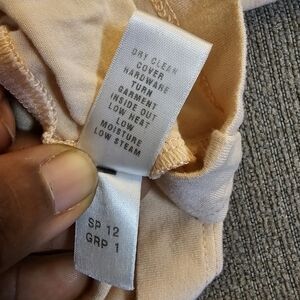 DRY CLEAN
COVER
HARDWARE
TURN
GARMENT
INSIDE OUT
LOW HEAT
LOW
MOISTURE
LOW STEAM
SP 12
GRP 1